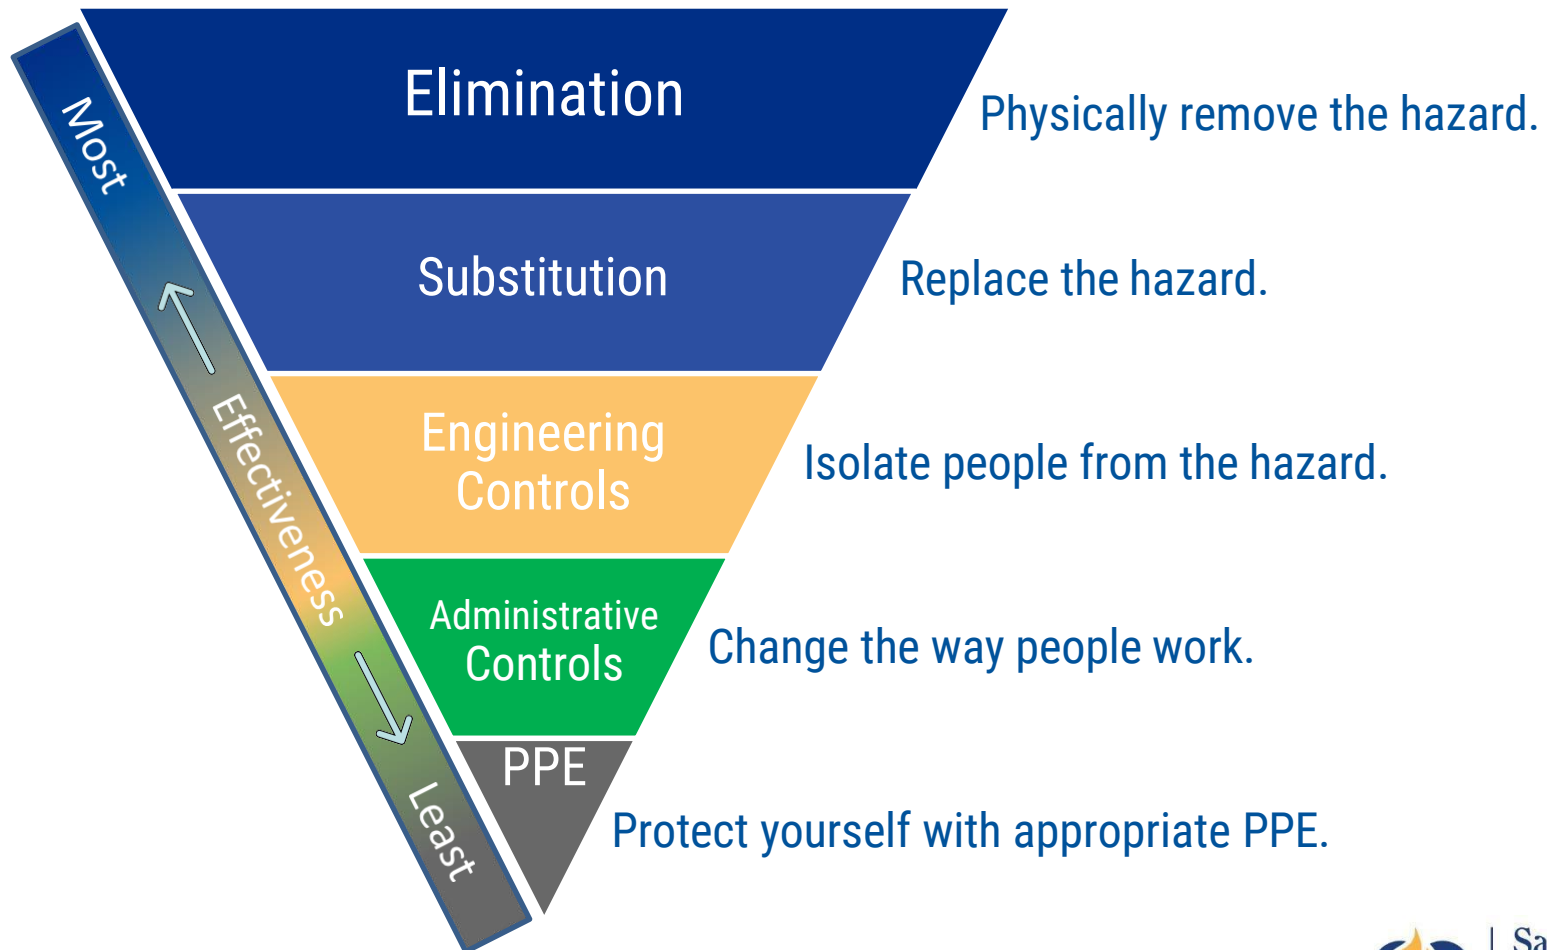 Elimination
Physically remove the hazard.
Most
Substitution
Replace the hazard.
Effectiveness
Engineering
Controls
Isolate people from the hazard.
Administrative
Controls
Change the way people work.
PPE
Least
Protect yourself with appropriate PPE.